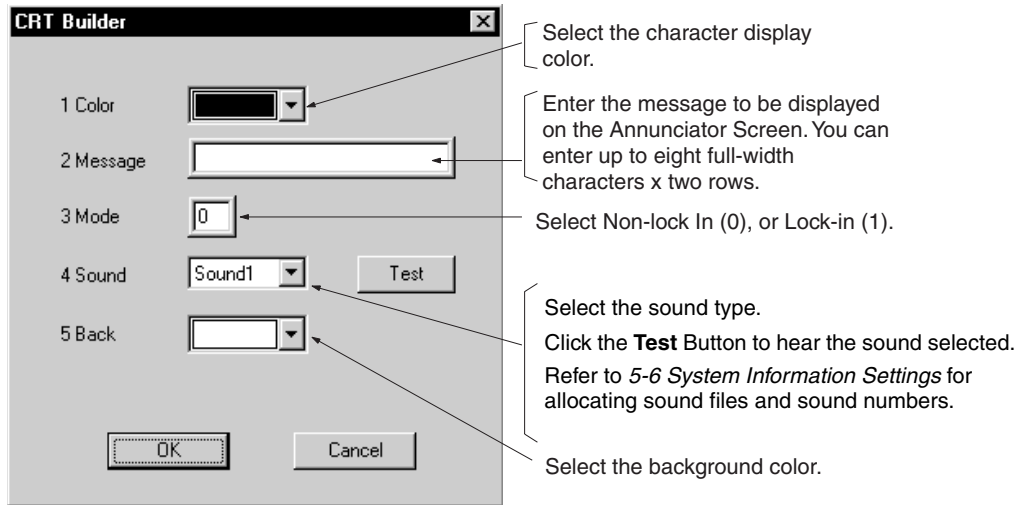 CRT Builder
1 Color
2 Message
3 Mode
0
4 Sound
Sound1
Test
5 Back
OK
Cancel
Select the character display
color.
Enter the message to be displayed
on the Annunciator Screen. You can
enter up to eight full-width
characters x two rows.
Select Non-lock In (0), or Lock-in (1).
Select the sound type.
Click the Test Button to hear the sound selected.
Refer to 5-6 System Information Settings for
allocating sound files and sound numbers.
Select the background color.